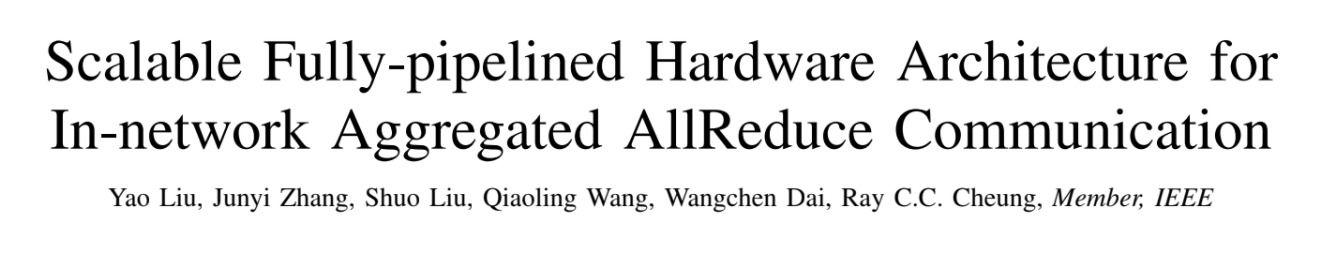 Scalable Fully-pipelined Hardware Architecture for
In-network Aggregated AllReduce Communication
Yao Liu, Junyi Zhang, Shuo Liu, Qiaoling Wang, Wangchen Dai, Ray C.C. Cheung, Member, IEEE